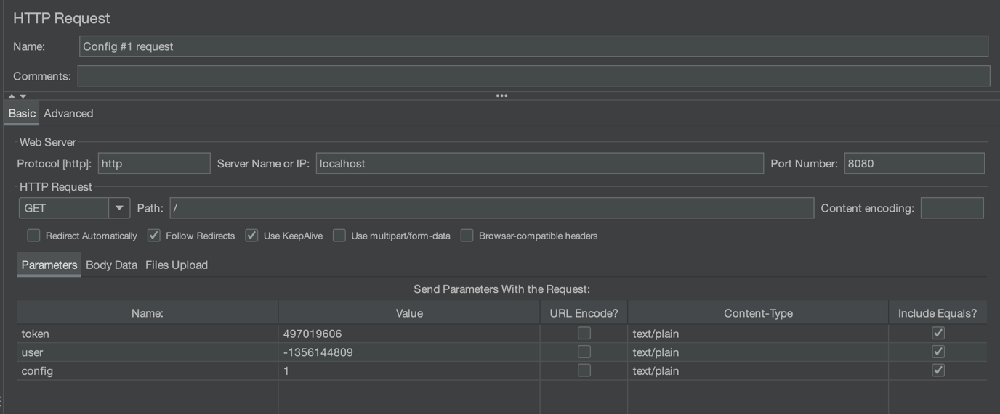 HTTP Request
Name: Config #1 request
Comments:
Basic Advanced
Web Server
Protocol [http]: http Server Name or IP: localhost Port Number: 8080
HTTP Request
GET Path: / Content encoding:
Redirect Automatically Follow Redirects Use KeepAlive Use multipart/form-data Browser-compatible headers
Parameters Body Data Files Upload
Send Parameters With the Request:
Name: Value URL Encode? Content-Type Include Equals?
token 497019606 text/plain
user -1356144809 text/plain
config 1 text/plain